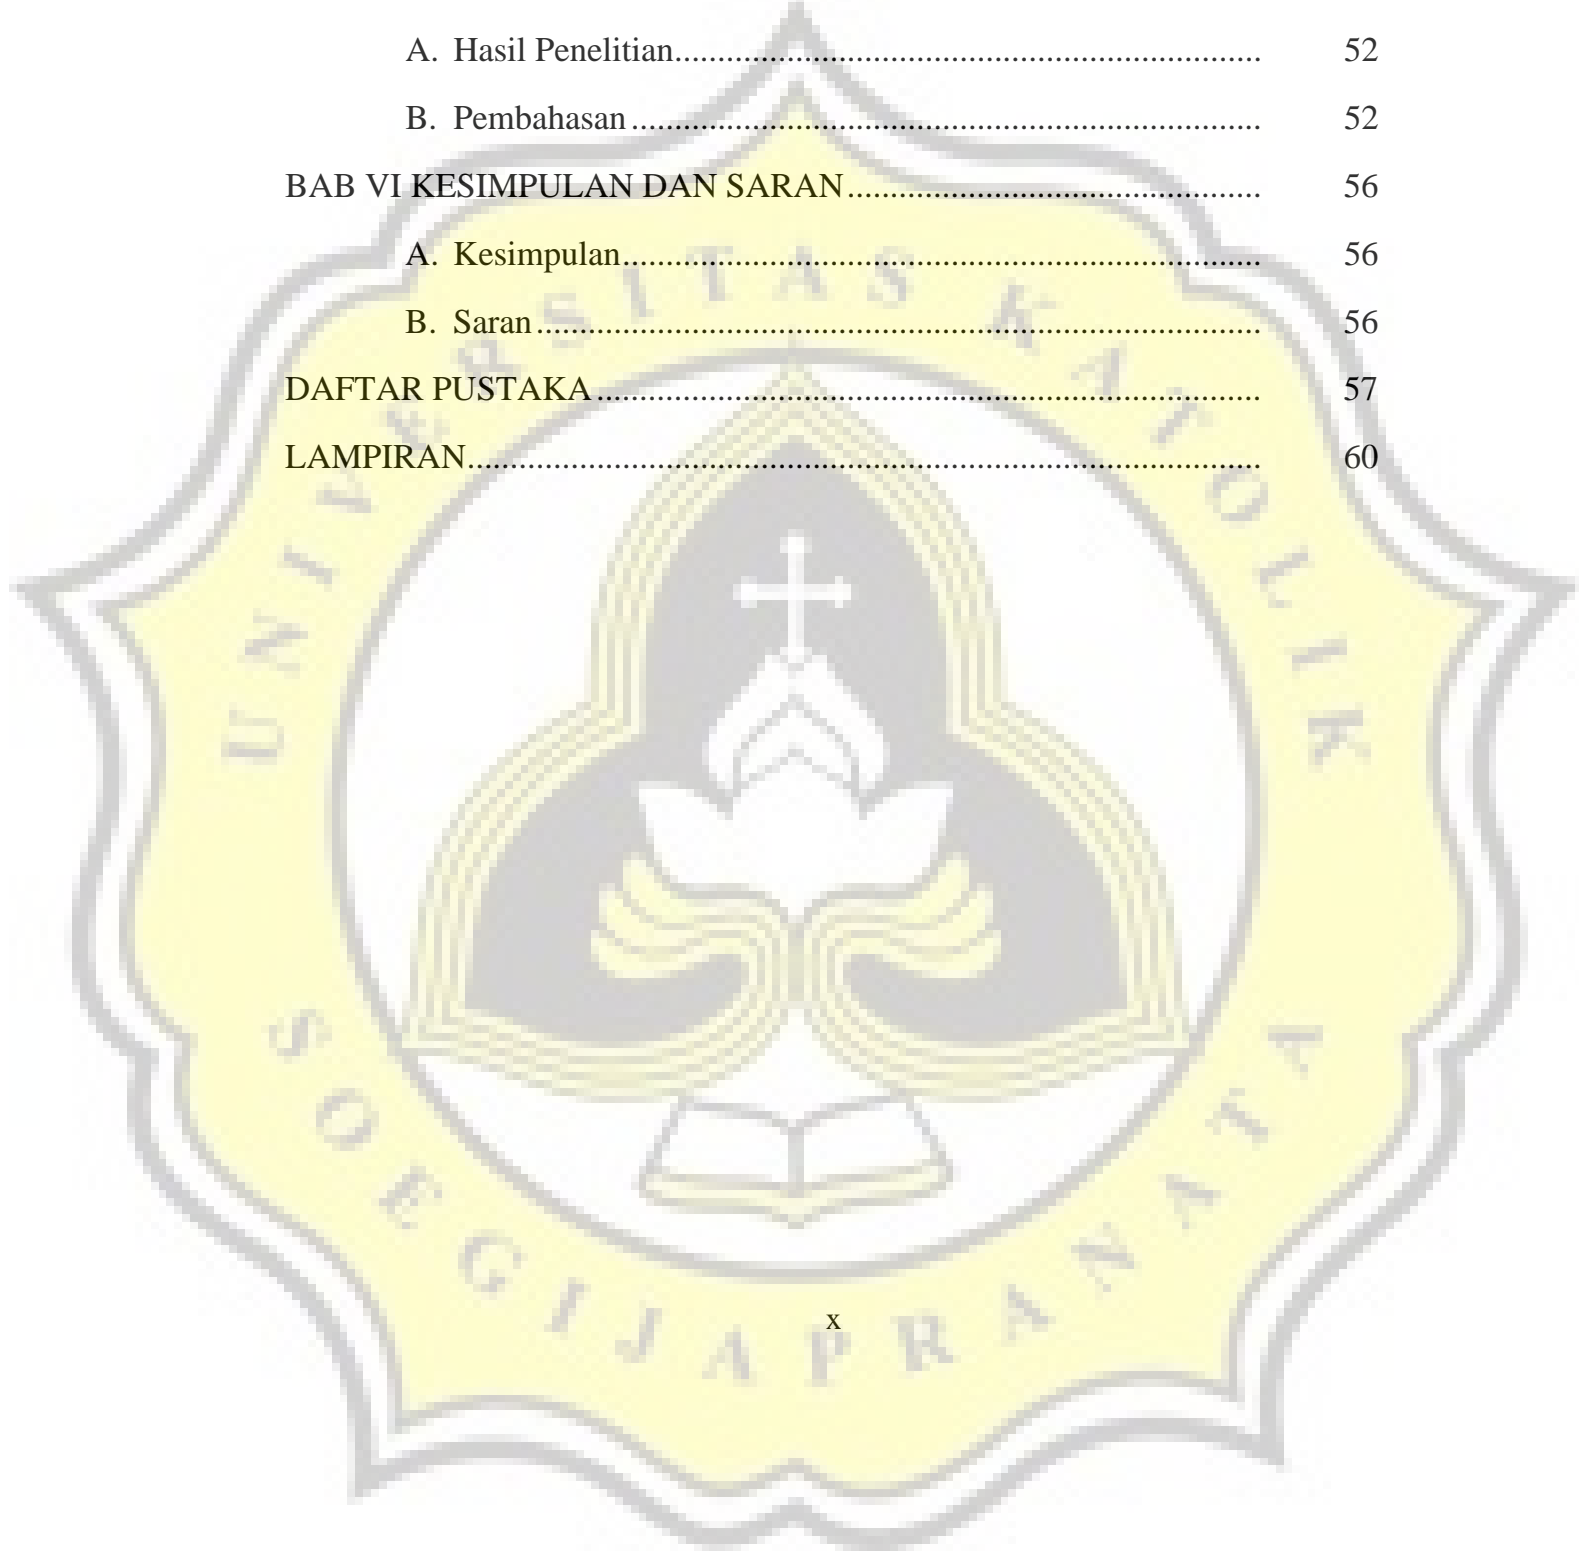 A. Hasil Penelitian.................................................................... 52
B. Pembahasan ......................................................................... 52
BAB VI KESIMPULAN DAN SARAN ................................................ 56
A. Kesimpulan.......................................................................... 56
B. Saran .................................................................................... 56
DAFTAR PUSTAKA ............................................................................. 57
LAMPIRAN............................................................................................ 60
UNIVERSITAS KATOLIK
SOEGIJAPRANATA
x